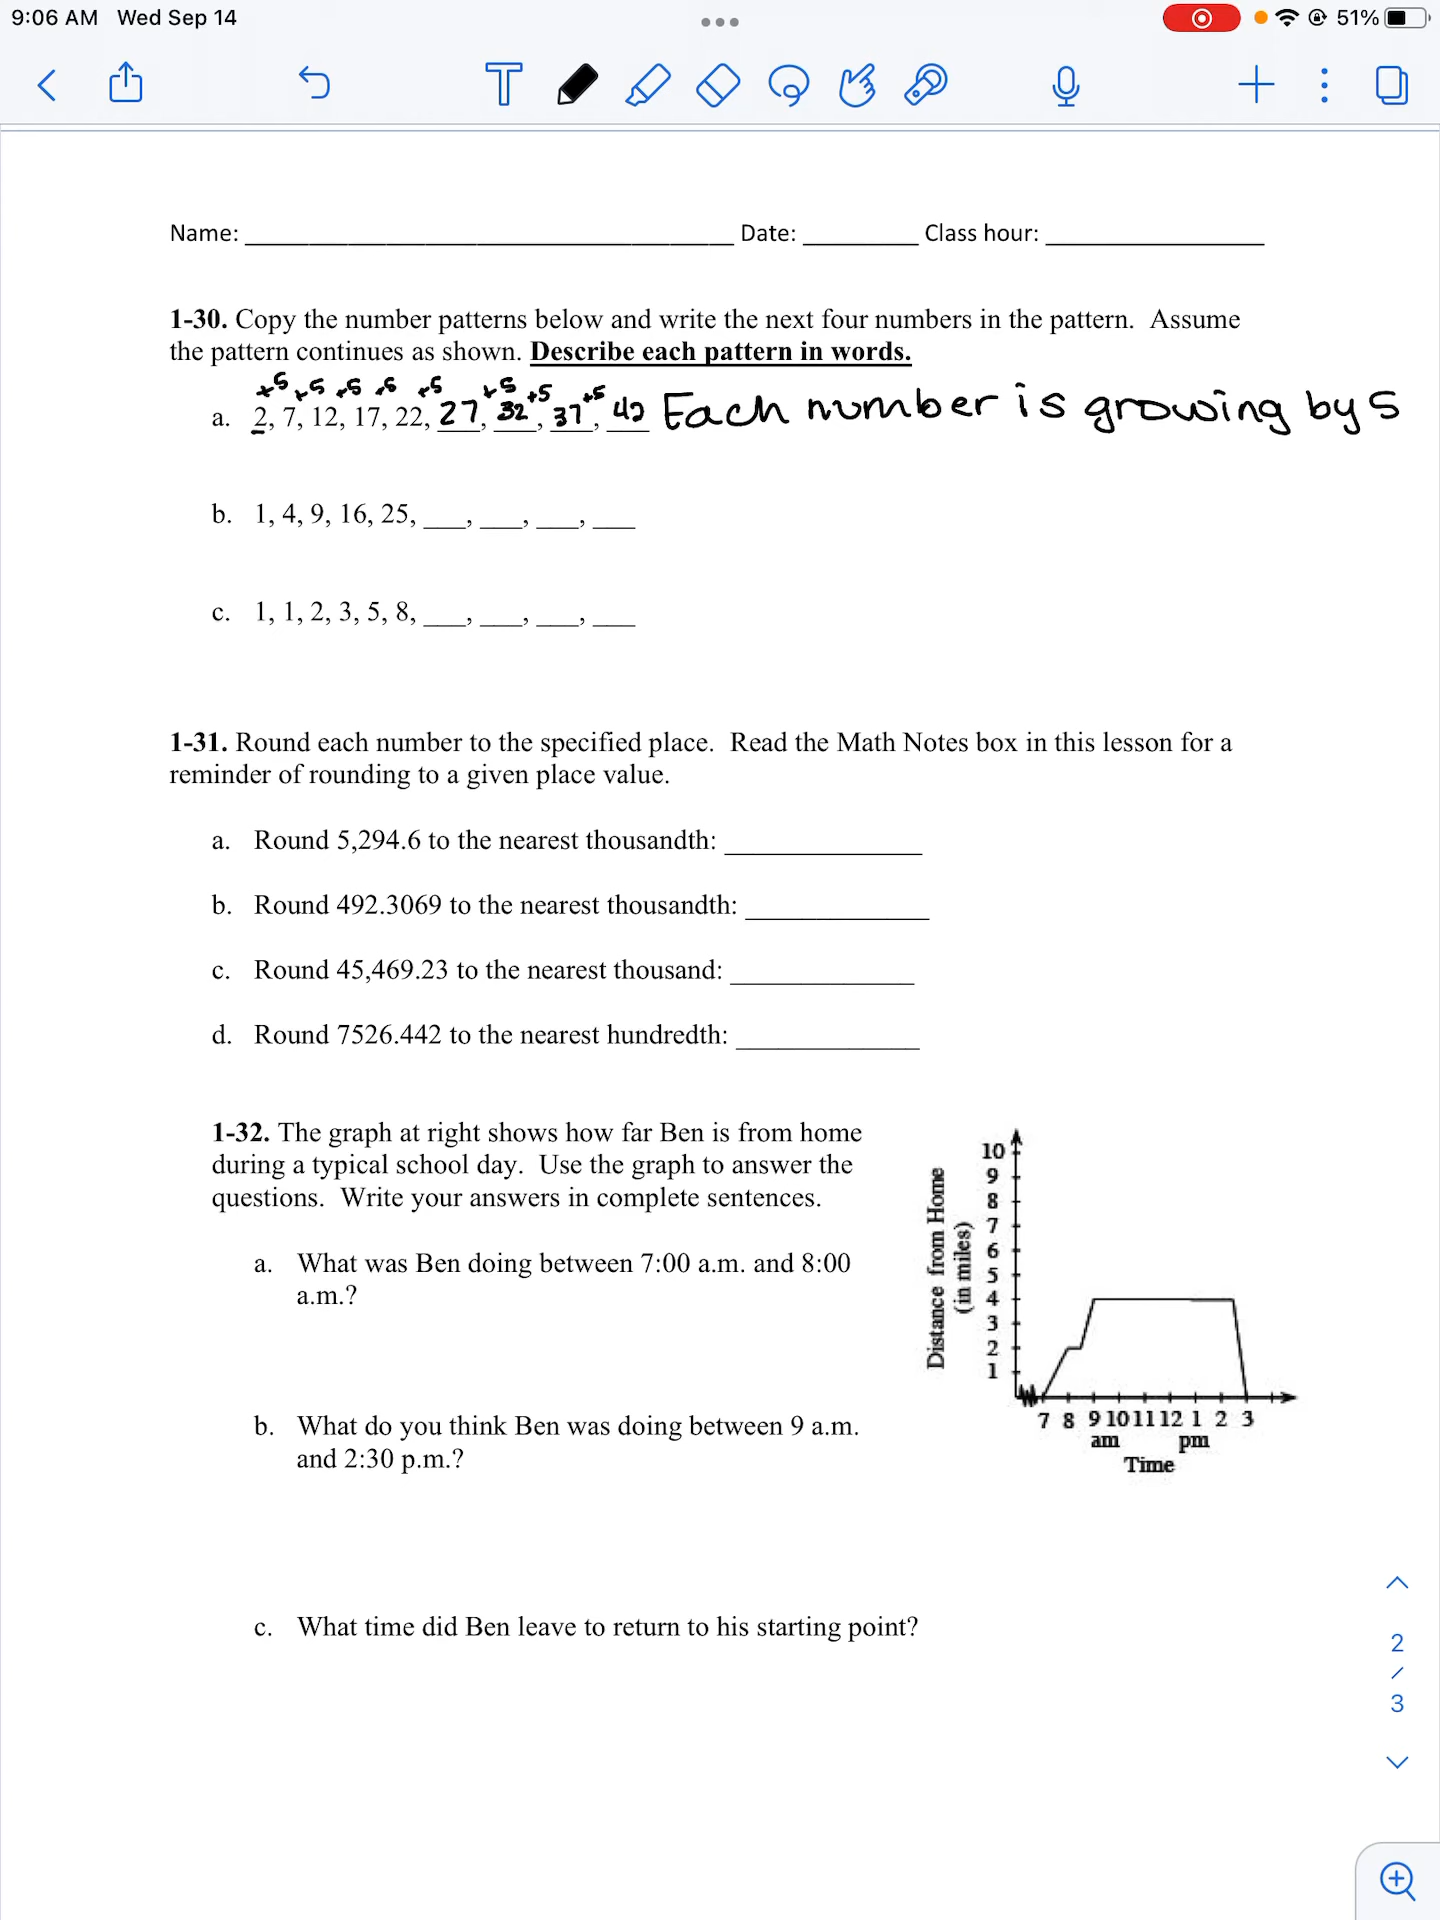 9:06 AM Wed Sep 14
51%
Name: ______ Date: ______ Class hour: ______
1-30. Copy the number patterns below and write the next four numbers in the pattern. Assume
the pattern continues as shown. Describe each pattern in words.
+5 +5 +5 +5 +5 +5 +5 +5
a. 2, 7, 12, 17, 22, 27, 32, 37, 42 Each number is growing by 5
b. 1, 4, 9, 16, 25, ___, ___, ___, ___
c. 1, 1, 2, 3, 5, 8, ___, ___, ___, ___
1-31. Round each number to the specified place. Read the Math Notes box in this lesson for a
reminder of rounding to a given place value.
a. Round 5,294.6 to the nearest thousandth: ______
b. Round 492.3069 to the nearest thousandth: ______
c. Round 45,469.23 to the nearest thousand: ______
d. Round 7526.442 to the nearest hundredth: ______
1-32. The graph at right shows how far Ben is from home
during a typical school day. Use the graph to answer the
questions. Write your answers in complete sentences.
a. What was Ben doing between 7:00 a.m. and 8:00
a.m.?
b. What do you think Ben was doing between 9 a.m.
and 2:30 p.m.?
c. What time did Ben leave to return to his starting point?
Distance from Home
(in miles)
10
9
8
7
6
5
4
3
2
1
7 8 9 10 11 12 1 2 3
am pm
Time
2
/
3